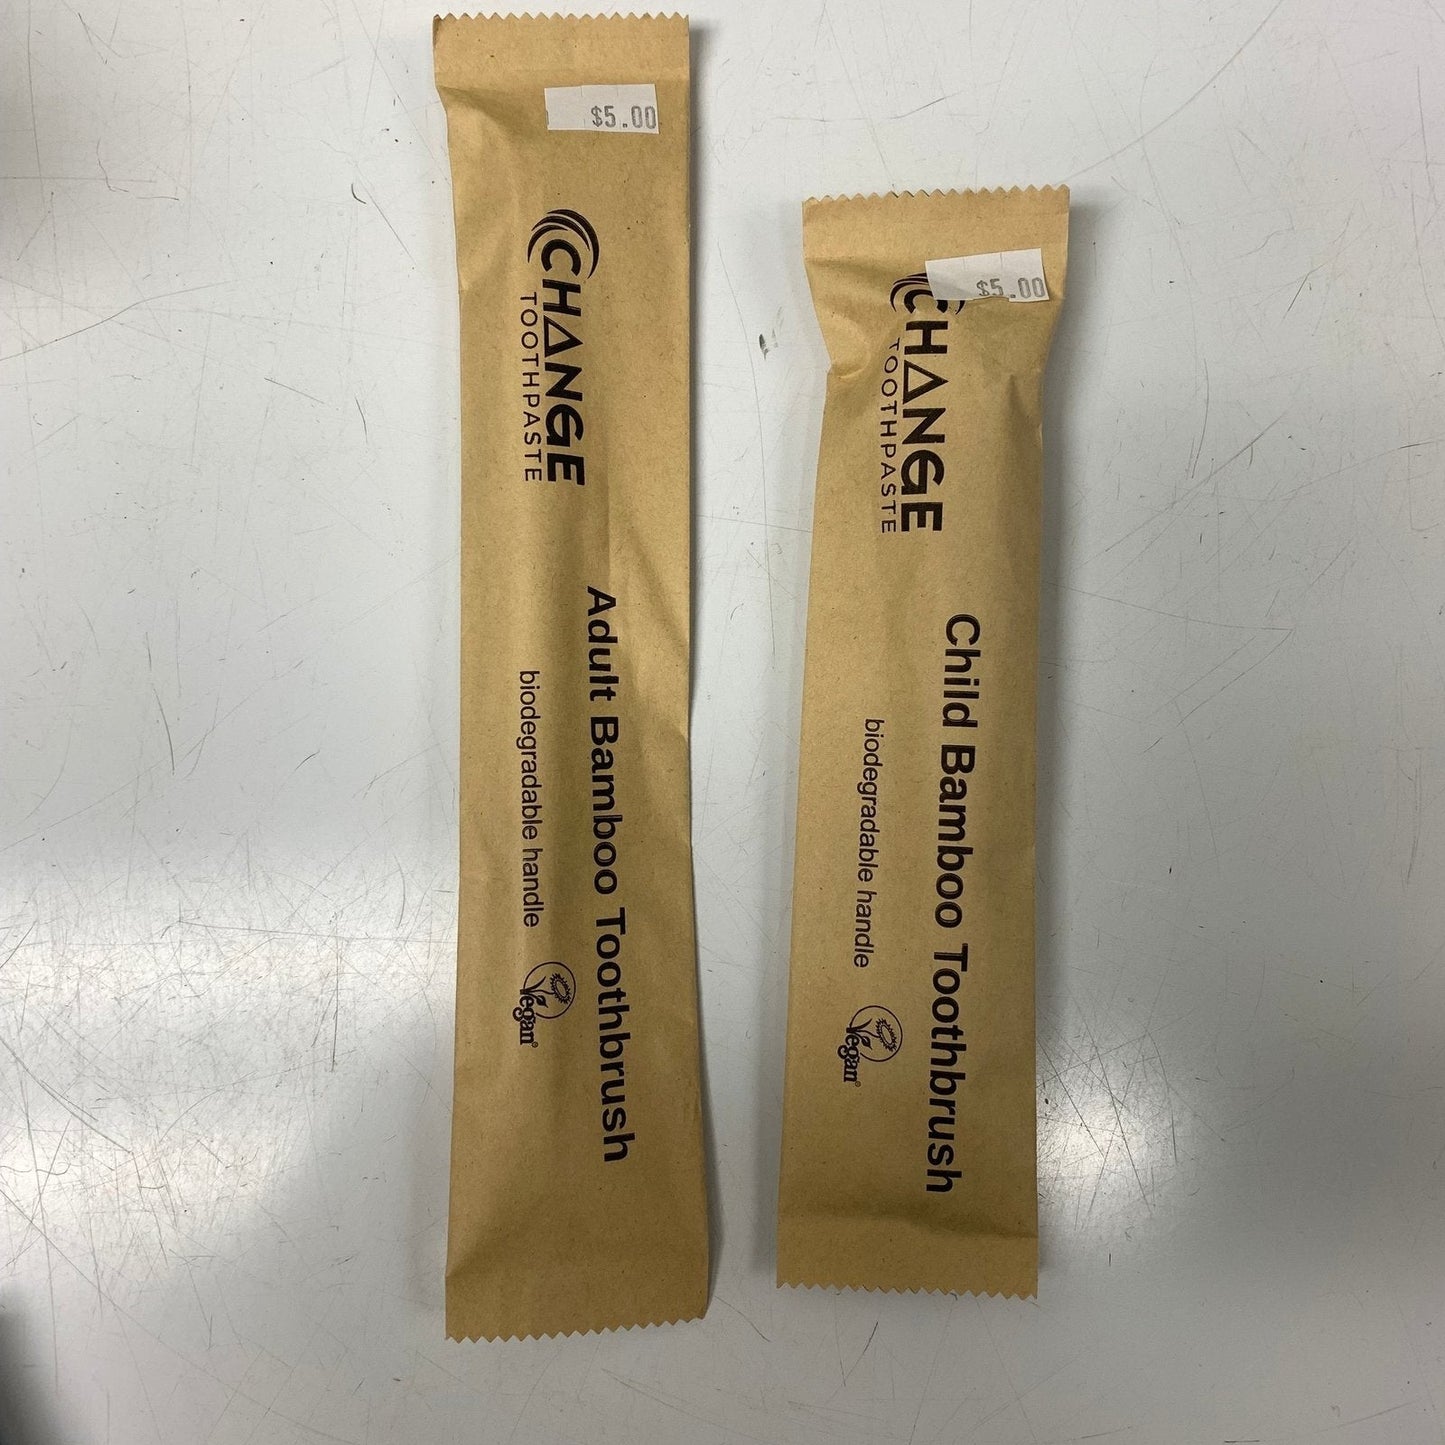 $5.00
CHANGE
TOOTHPASTE
Adult Bamboo Toothbrush
biodegradable handle
Vegan®
$5.00
CHANGE
TOOTHPASTE
Child Bamboo Toothbrush
biodegradable handle
Vegan®